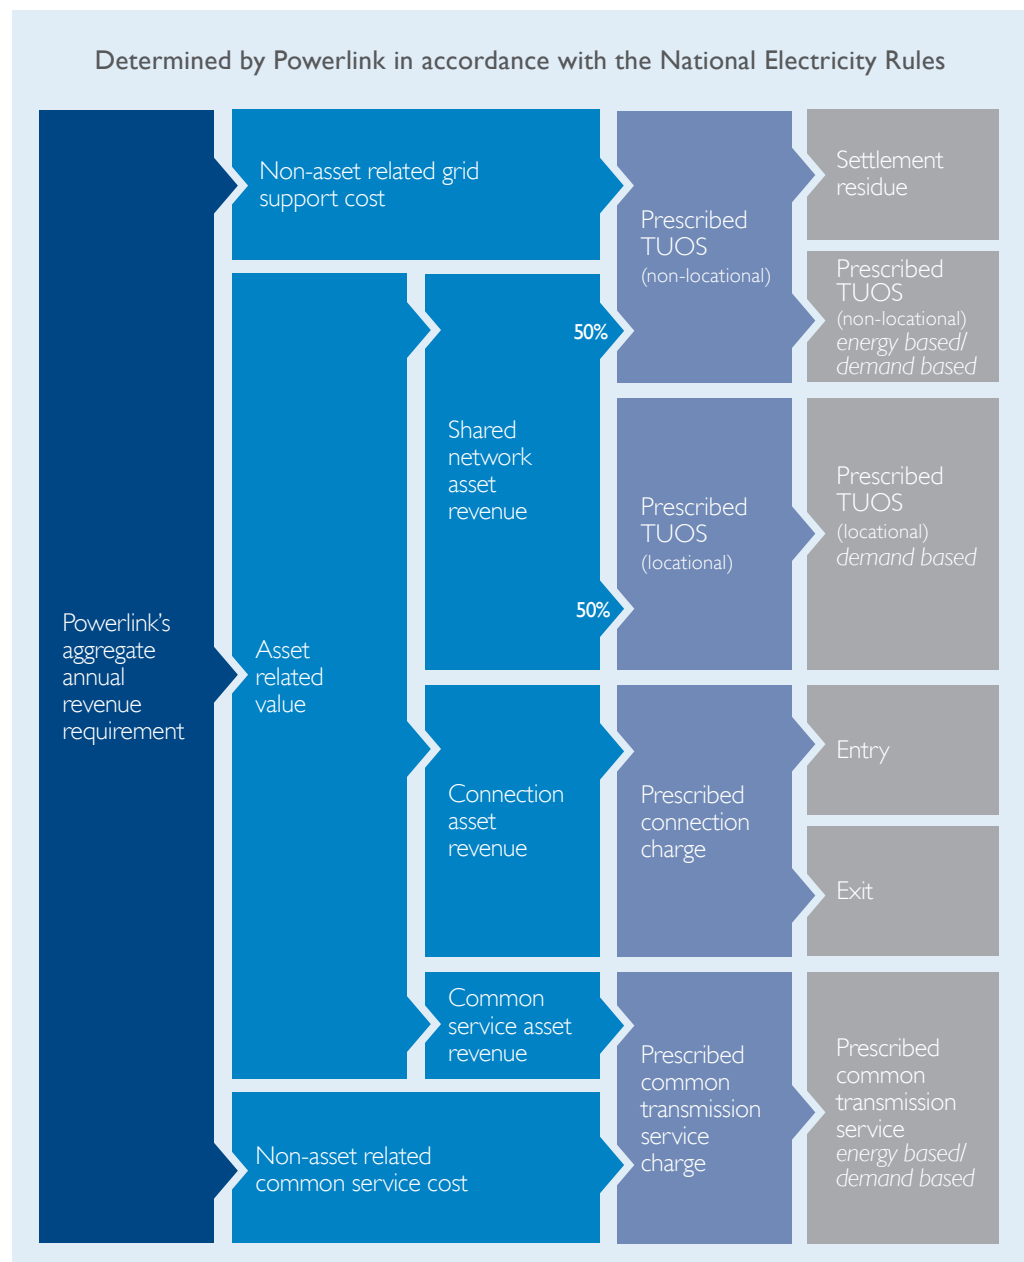 Determined by Powerlink in accordance with the National Electricity Rules
Powerlink's
aggregate
annual
revenue
requirement
Non-asset related grid
support cost
Asset
related
value
Non-asset related
common service cost
50%
Shared
network
asset
revenue
50%
Connection
asset
revenue
Common
service asset
revenue
Prescribed
TUOS
(non-locational)
Prescribed
TUOS
(locational)
Prescribed
connection
charge
Prescribed
common
transmission
service
charge
Settlement
residue
Prescribed
TUOS
(non-locational)
energy based/
demand based
Prescribed
TUOS
(locational)
demand based
Entry
Exit
Prescribed
common
transmission
service
energy based/
demand based